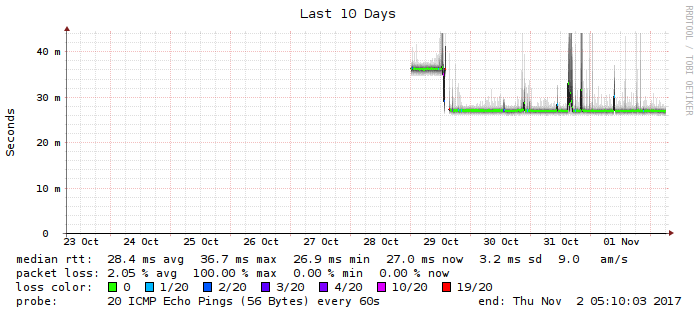 Last 10 Days
RRDTOOL / TOBI OETIKER
Seconds
40 m
30 m
20 m
10 m
0
23 Oct 24 Oct 25 Oct 26 Oct 27 Oct 28 Oct 29 Oct 30 Oct 31 Oct 01 Nov
median rtt: 28.4 ms avg 36.7 ms max 26.9 ms min 27.0 ms now 3.2 ms sd 9.0 am/s
packet loss: 2.05 % avg 100.00 % max 0.00 % min 0.00 % now
loss color: 0 1/20 2/20 3/20 4/20 10/20 19/20
probe: 20 ICMP Echo Pings (56 Bytes) every 60s end: Thu Nov 2 05:10:03 2017